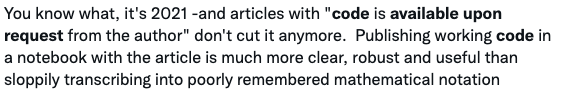 You know what, it's 2021 -and articles with "code is available upon
request from the author" don't cut it anymore.  Publishing working code in
a notebook with the article is much more clear, robust and useful than
sloppily transcribing into poorly remembered mathematical notation